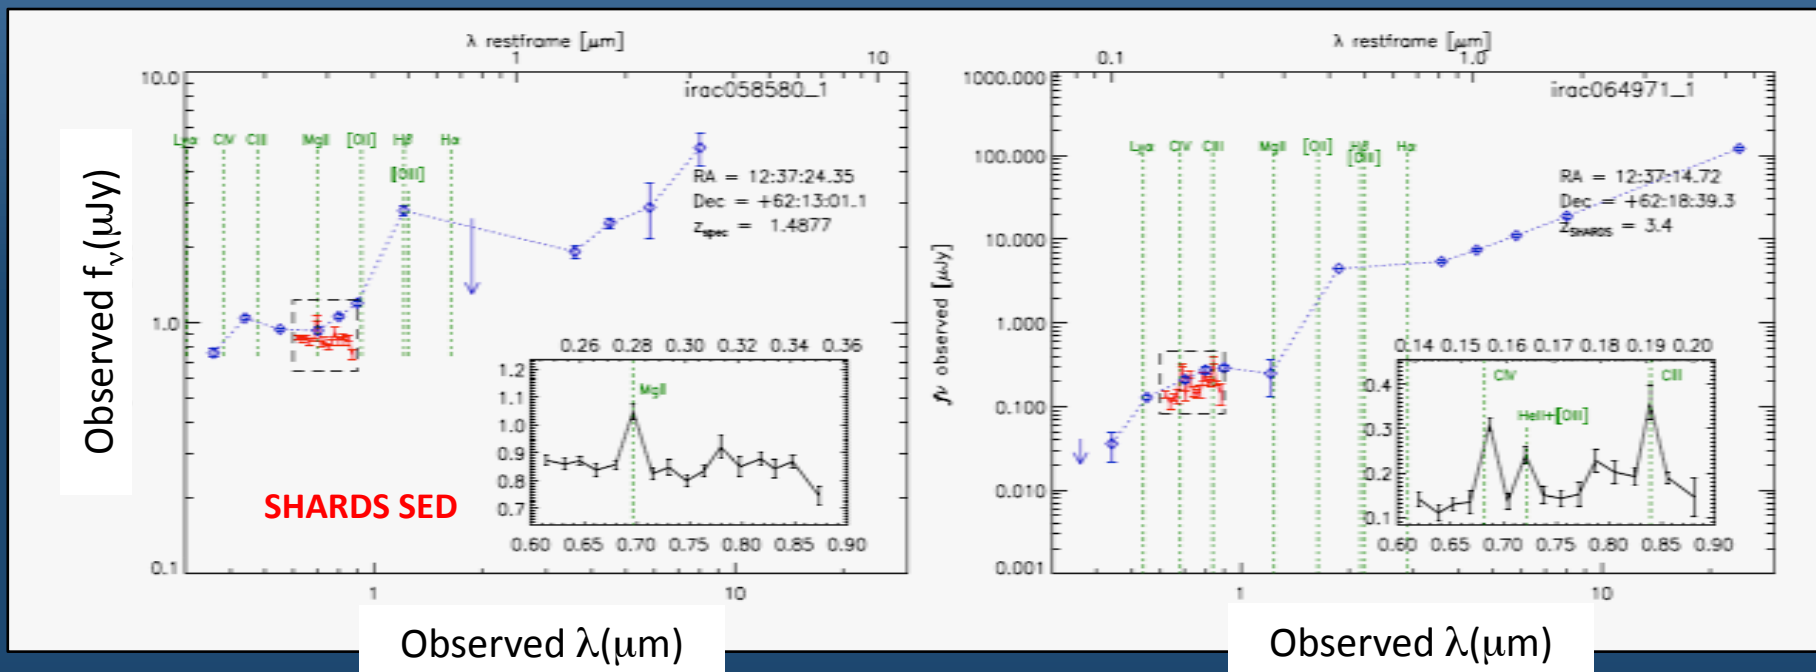 λ restframe [μm]
1 10
10.0
irac058580_1
Lyα CIV CIII MgII [OII] Hβ Hα
[OIII]
RA = 12:37:24.35
Dec = +62:13:01.1
Zspec = 1.4877
Observed fν(μJy)
1.0
0.26 0.28 0.30 0.32 0.34 0.36
1.2
MgII
1.1
1.0
0.9
0.8
0.7
SHARDS SED
0.60 0.65 0.70 0.75 0.80 0.85 0.90
0.1
1 10
Observed λ(μm)
λ restframe [μm]
0.1 1.0
1000.000
irac064971_1
100.000
Lyα CIV CIII MgII [OII] Hβ Hα
[OIII]
RA = 12:37:14.72
Dec = +62:18:39.3
ZSHARDS = 3.4
10.000
fν observed [μJy]
1.000
0.14 0.15 0.16 0.17 0.18 0.19 0.20
0.4
CIV CIII
0.100
HeII+[OIII]
0.3
0.2
0.010
0.1
0.60 0.65 0.70 0.75 0.80 0.85 0.90
0.001
1 10
Observed λ(μm)